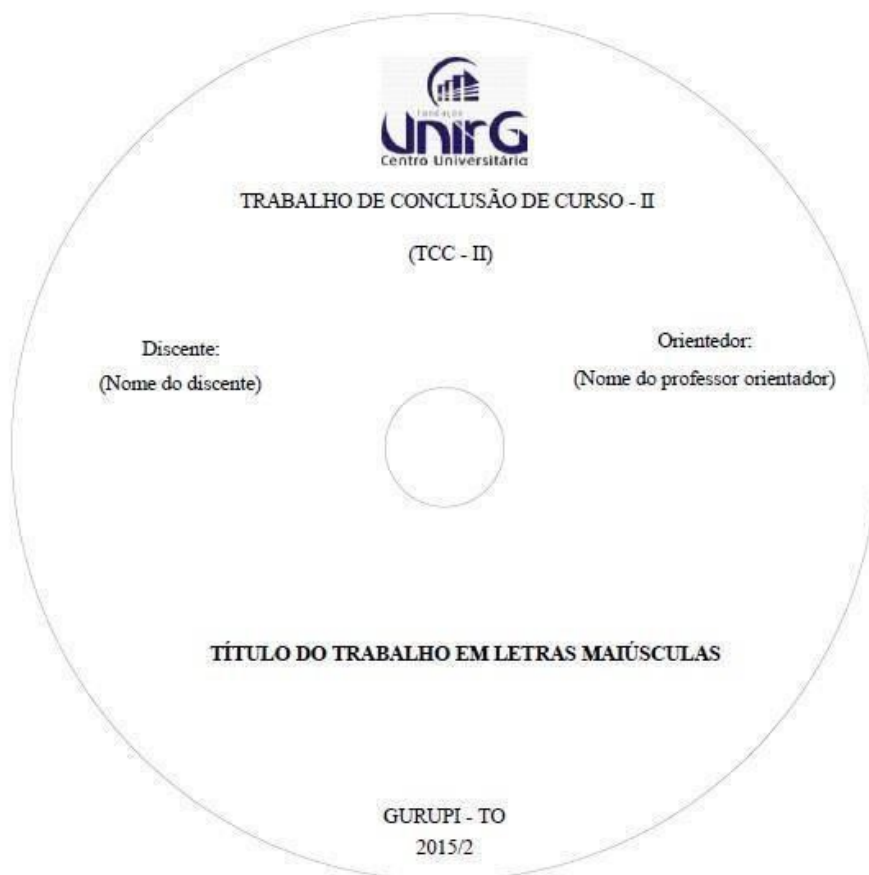 FUNDAÇÃO
UnirG
Centro Universitário
TRABALHO DE CONCLUSÃO DE CURSO - II
(TCC - II)
Discente:
(Nome do discente)
Orientedor:
(Nome do professor orientador)
TÍTULO DO TRABALHO EM LETRAS MAIÚSCULAS
GURUPI - TO
2015/2